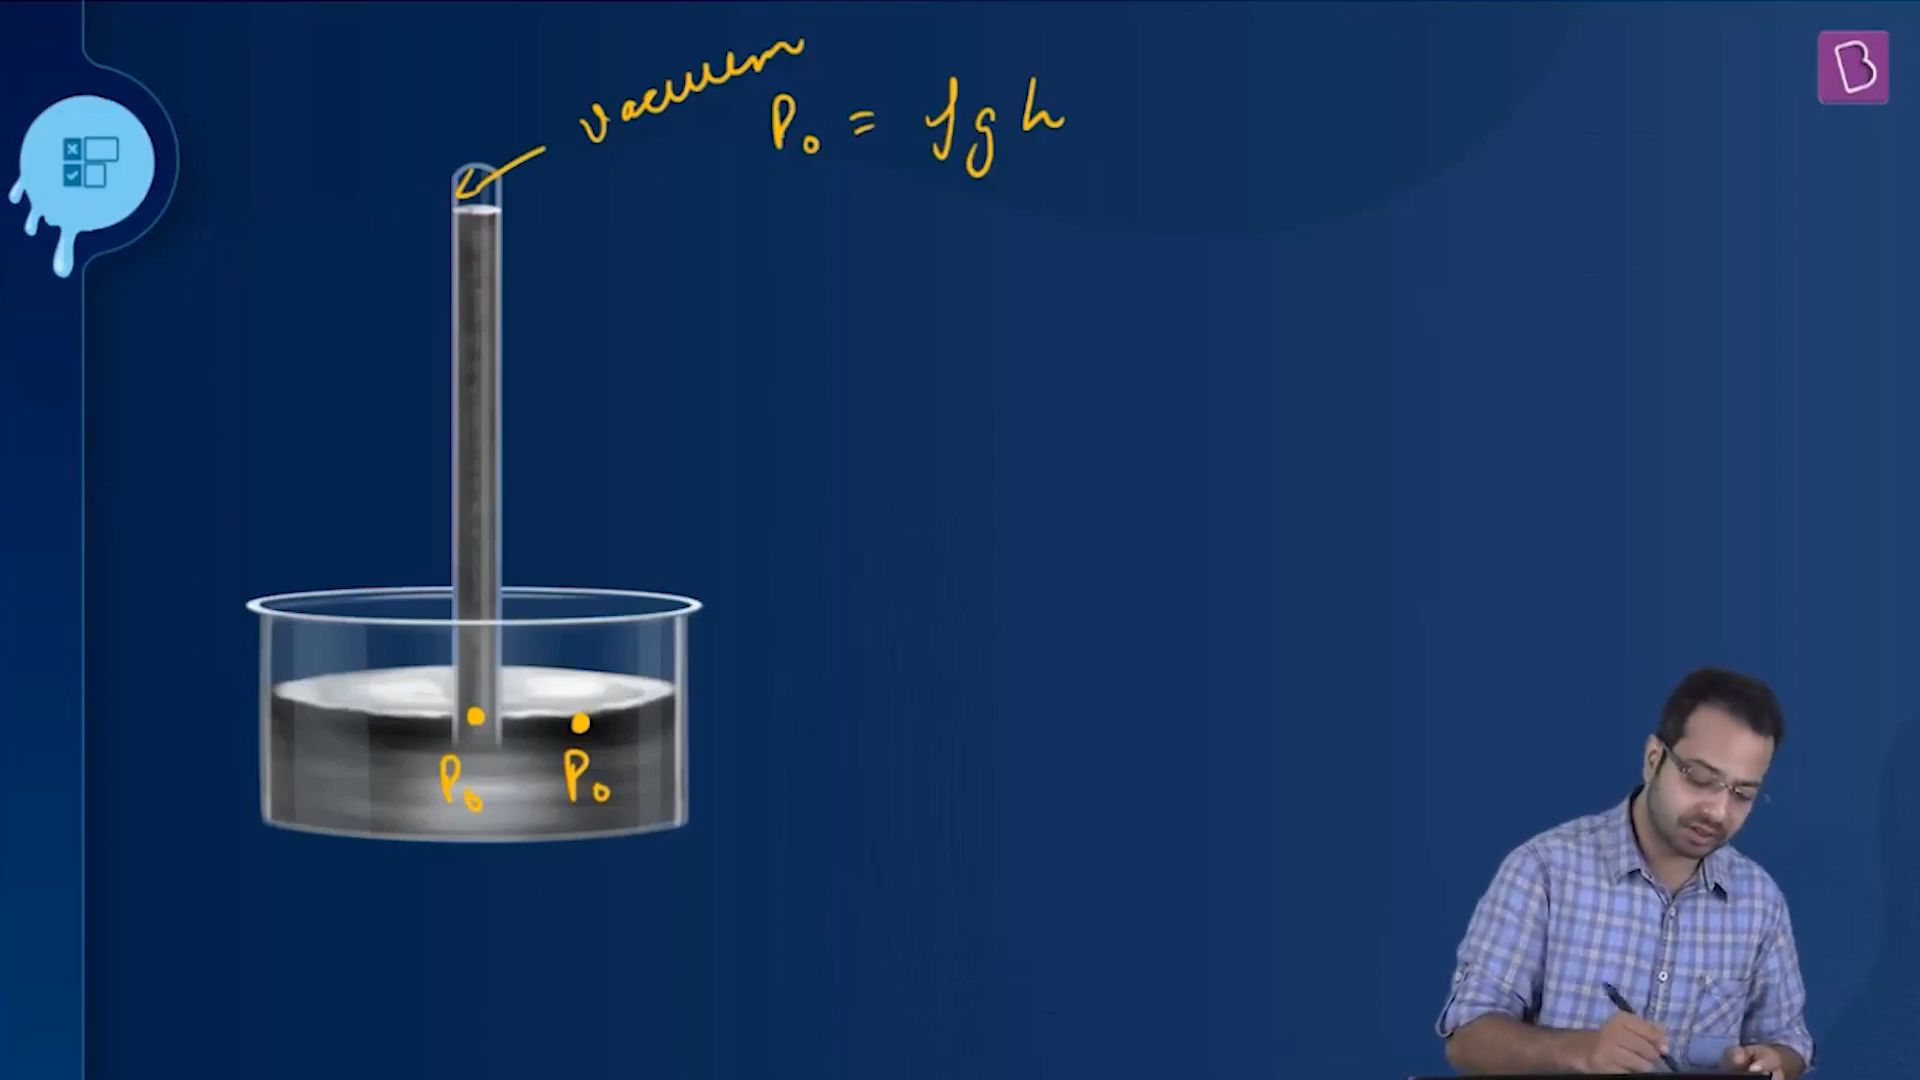 vacuum
P₀ = ρgh
P₀ P₀
B